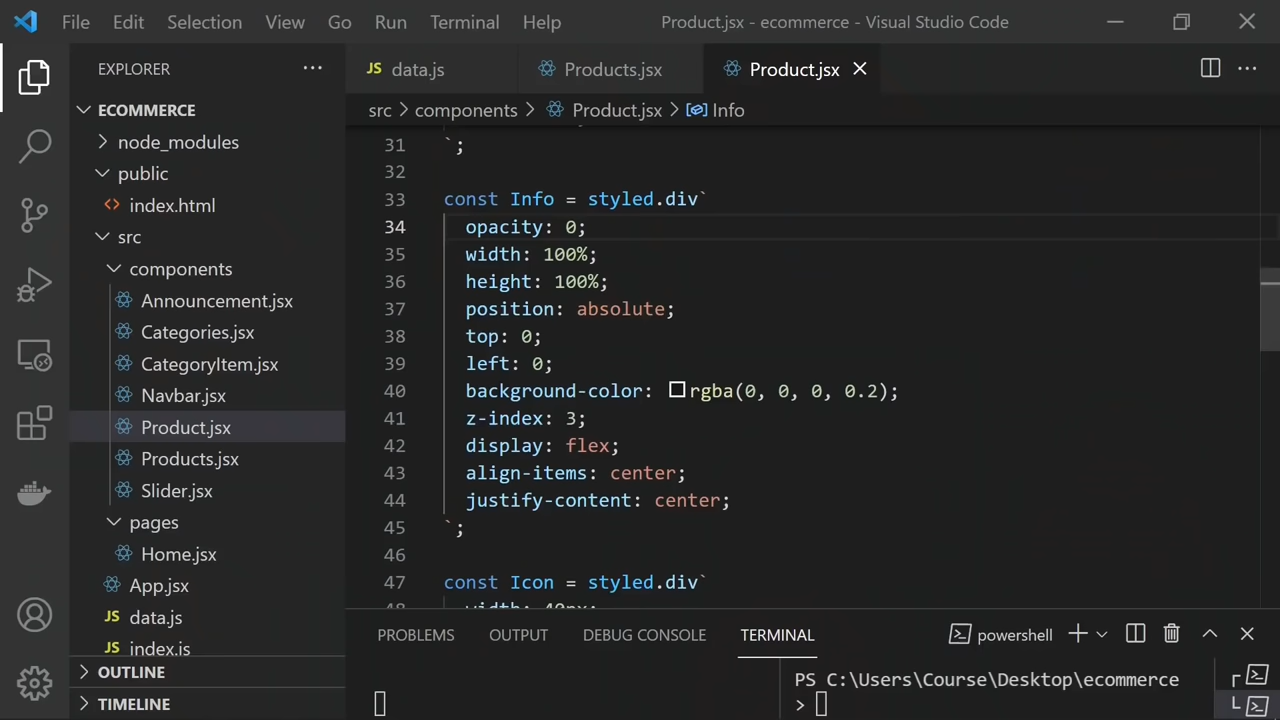 File Edit Selection View Go Run Terminal Help Product.jsx - ecommerce - Visual Studio Code
EXPLORER
ECOMMERCE
node_modules
public
index.html
src
components
Announcement.jsx
Categories.jsx
CategoryItem.jsx
Navbar.jsx
Product.jsx
Products.jsx
Slider.jsx
pages
Home.jsx
App.jsx
JS data.js
index.js
OUTLINE
TIMELINE
JS data.js Products.jsx Product.jsx
src > components > Product.jsx > Info
31 `;
32
33 const Info = styled.div`
34 opacity: 0;
35 width: 100%;
36 height: 100%;
37 position: absolute;
38 top: 0;
39 left: 0;
40 background-color: rgba(0, 0, 0, 0.2);
41 z-index: 3;
42 display: flex;
43 align-items: center;
44 justify-content: center;
45 `;
46
47 const Icon = styled.div`
48 width: 40px;
PROBLEMS OUTPUT DEBUG CONSOLE TERMINAL powershell
PS C:\Users\Course\Desktop\ecommerce
>